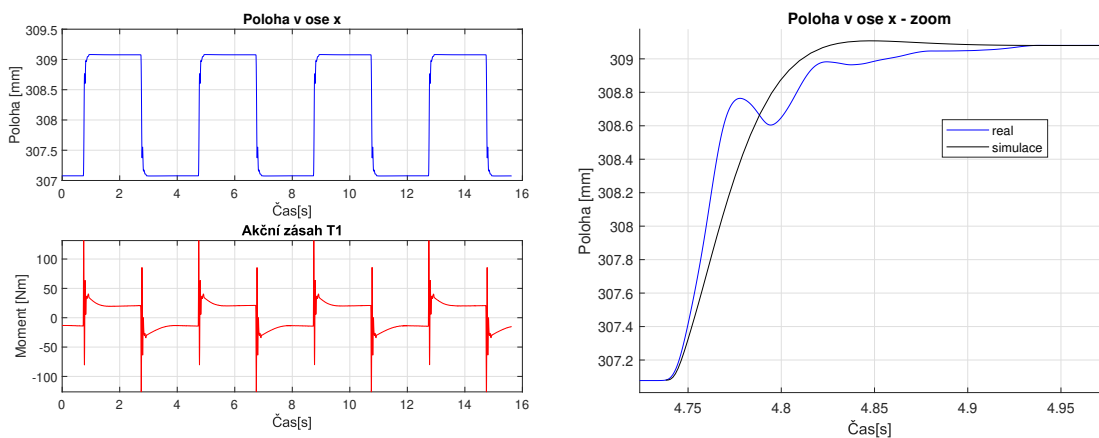 Poloha v ose x
309.5
309
308.5
308
307.5
307
Poloha [mm]
0 2 4 6 8 10 12 14 16
Čas[s]
Akční zásah T1
100
50
0
-50
-100
Moment [Nm]
0 2 4 6 8 10 12 14 16
Čas[s]
Poloha v ose x - zoom
309
308.8
308.6
308.4
308.2
308
307.8
307.6
307.4
307.2
Poloha [mm]
real
simulace
4.75 4.8 4.85 4.9 4.95
Čas[s]